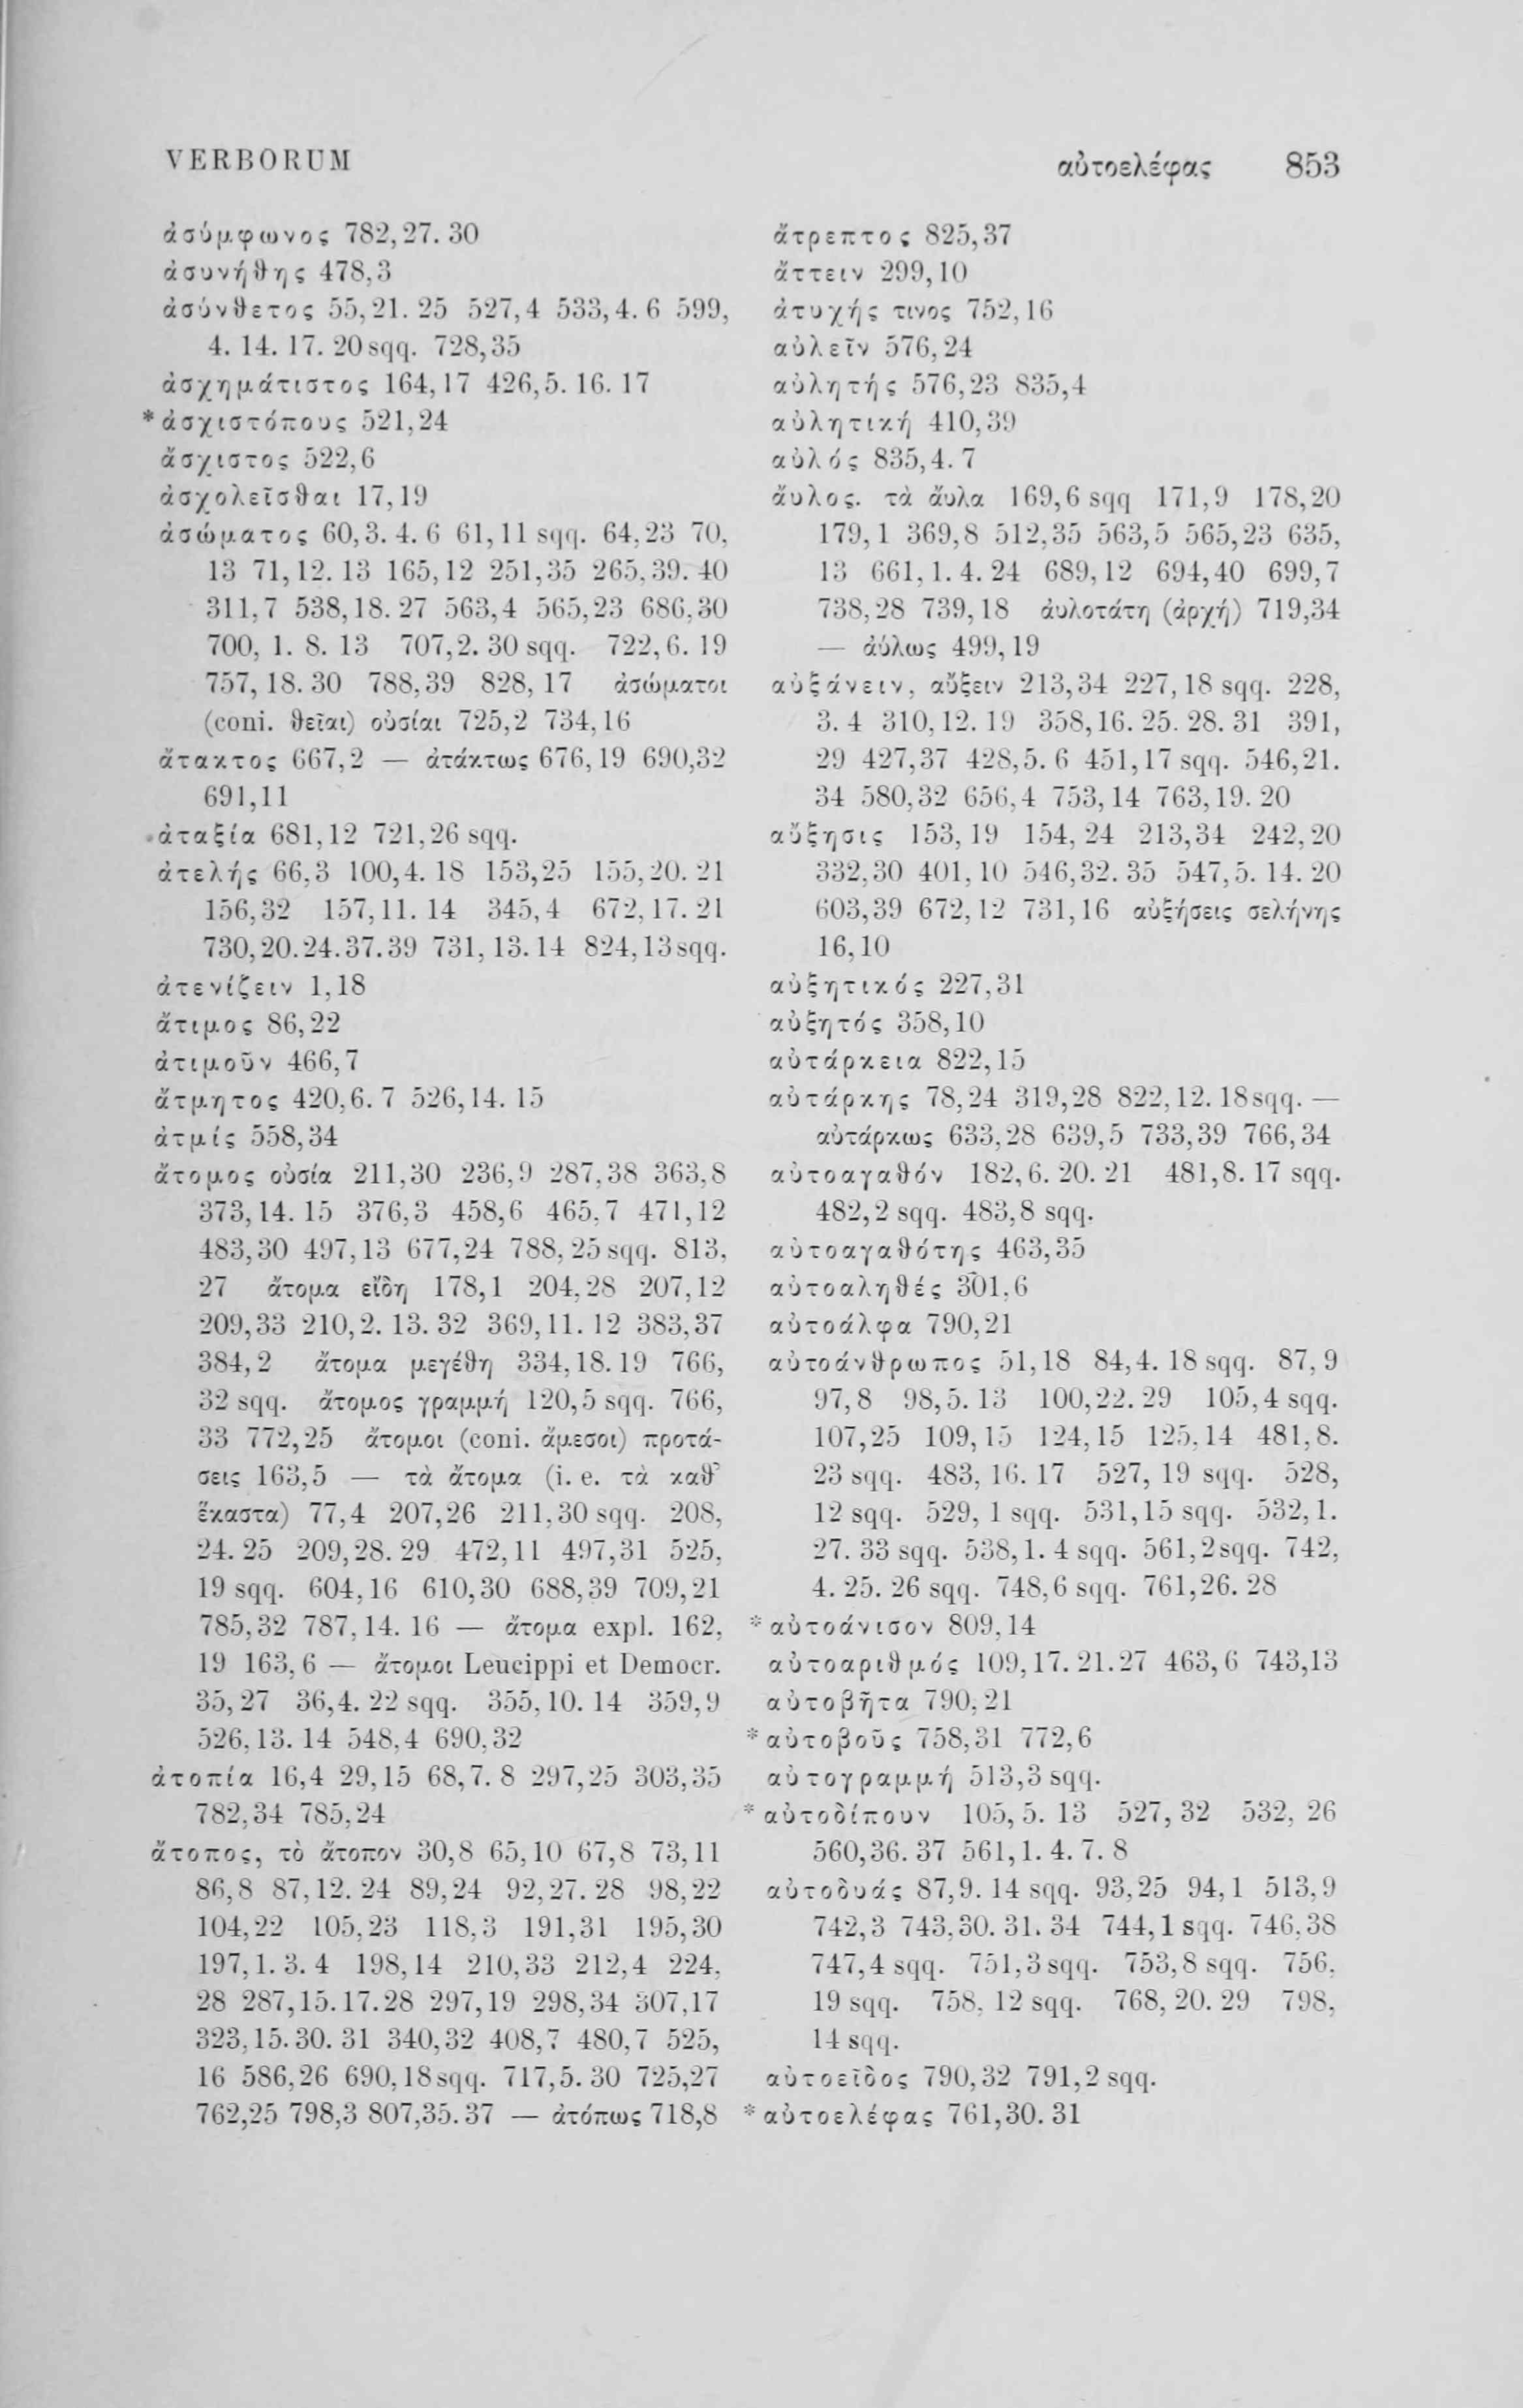 VERBORUM
αὐτοελέφας 853
ἀσύμφωνος 782,27. 30
ἀσυνήθης 478,3
ἀσύνθετος 55,21. 25 527,4 533,4. 6 599,
4. 14. 17. 20 sqq. 728,35
ἀσχημάτιστος 164,17 426,5. 16. 17
*ἀσχιστόπους 521,24
ἄσχιστος 522,6
ἀσχολεῖσθαι 17,19
ἀσώματος 60,3. 4. 6 61,11 sqq. 64,23 70,
13 71,12. 13 165,12 251,35 265,39. 40
311,7 538,18. 27 563,4 565,23 686,30
700, 1. 8. 13 707,2. 30 sqq. 722,6. 19
757, 18. 30 788,39 828, 17 ἀσώματοι
(coni. θεῖαι) οὐσίαι 725,2 734,16
ἄτακτος 667,2 — ἀτάκτως 676,19 690,32
691,11
ἀταξία 681,12 721,26 sqq.
ἀτελής 66,3 100,4. 18 153,25 155,20. 21
156,32 157,11. 14 345,4 672,17. 21
730,20. 24. 37. 39 731,13. 14 824,13 sqq.
ἀτενίζειν 1,18
ἄτιμος 86,22
ἀτιμοῦν 466,7
ἄτμητος 420,6. 7 526,14. 15
ἀτμίς 558,34
ἄτομος οὐσία 211,30 236,9 287,38 363,8
373,14. 15 376,3 458,6 465,7 471,12
483,30 497,13 677,24 788, 25 sqq. 813,
27 ἄτομα εἴδη 178,1 204,28 207,12
209,33 210,2. 13. 32 369,11. 12 383,37
384,2 ἄτομα μεγέθη 334,18. 19 766,
32 sqq. ἄτομος γραμμή 120,5 sqq. 766,
33 772,25 ἄτομοι (coni. ἄμεσοι) προτά-
σεις 163,5 — τὰ ἄτομα (i. e. τὰ καθ’
ἕκαστα) 77,4 207,26 211,30 sqq. 208,
24. 25 209,28. 29 472,11 497,31 525,
19 sqq. 604,16 610,30 688,39 709,21
785,32 787,14. 16 — ἄτομα expl. 162,
19 163,6 — ἄτομοι Leucippi et Democr.
35,27 36,4. 22 sqq. 355,10. 14 359,9
526,13. 14 548,4 690,32
ἀτοπία 16,4 29,15 68,7. 8 297,25 303,35
782,34 785,24
ἄτοπος, τὸ ἄτοπον 30,8 65,10 67,8 73,11
86,8 87,12. 24 89,24 92,27. 28 98,22
104,22 105,23 118,3 191,31 195,30
197,1. 3. 4 198,14 210,33 212,4 224,
28 287,15. 17. 28 297,19 298,34 307,17
323,15. 30. 31 340,32 408,7 480,7 525,
16 586,26 690,18 sqq. 717,5. 30 725,27
762,25 798,3 807,35. 37 — ἀτόπως 718,8
ἄτρεπτος 825,37
ἄττειν 299,10
ἀτυχής τινος 752,16
αὐλεῖν 576,24
αὐλητής 576,23 835,4
αὐλητική 410,39
αὐλός 835,4. 7
ἄυλος. τὰ ἄυλα 169,6 sqq 171,9 178,20
179,1 369,8 512,35 563,5 565,23 635,
13 661,1. 4. 24 689,12 694,40 699,7
738,28 739,18 ἀυλοτάτη (ἀρχή) 719,34
— ἀύλως 499,19
αὐξάνειν, αὔξειν 213,34 227,18 sqq. 228,
3. 4 310,12. 19 358,16. 25. 28. 31 391,
29 427,37 428,5. 6 451,17 sqq. 546,21.
34 580,32 656,4 753,14 763,19. 20
αὔξησις 153,19 154,24 213,34 242,20
332,30 401,10 546,32. 35 547,5. 14. 20
603,39 672,12 731,16 αὐξήσεις σελήνης
16,10
αὐξητικός 227,31
αὐξητός 358,10
αὐτάρκεια 822,15
αὐτάρκης 78,24 319,28 822,12. 18 sqq. —
αὐτάρκως 633,28 639,5 733,39 766,34
αὐτοαγαθόν 182,6. 20. 21 481,8. 17 sqq.
482,2 sqq. 483,8 sqq.
αὐτοαγαθότης 463,35
αὐτοαληθές 301,6
αὐτοάλφα 790,21
αὐτοάνθρωπος 51,18 84,4. 18 sqq. 87, 9
97,8 98,5. 13 100,22. 29 105,4 sqq.
107,25 109,15 124,15 125,14 481,8.
23 sqq. 483, 16. 17 527, 19 sqq. 528,
12 sqq. 529, 1 sqq. 531,15 sqq. 532,1.
27. 33 sqq. 538,1. 4 sqq. 561,2 sqq. 742,
4. 25. 26 sqq. 748,6 sqq. 761,26. 28
*αὐτοάνισον 809,14
αὐτοαριθμός 109,17. 21. 27 463,6 743,13
αὐτοβῆτα 790,21
*αὐτοβοῦς 758,31 772,6
αὐτογραμμή 513,3 sqq.
*αὐτοδίπουν 105, 5. 13 527, 32 532, 26
560,36. 37 561,1. 4. 7. 8
αὐτοδυάς 87,9. 14 sqq. 93,25 94,1 513,9
742,3 743,30. 31. 34 744,1 sqq. 746,38
747,4 sqq. 751,3 sqq. 753,8 sqq. 756,
19 sqq. 758, 12 sqq. 768, 20. 29 798,
14 sqq.
αὐτοεῖδος 790,32 791,2 sqq.
*αὐτοελέφας 761,30. 31